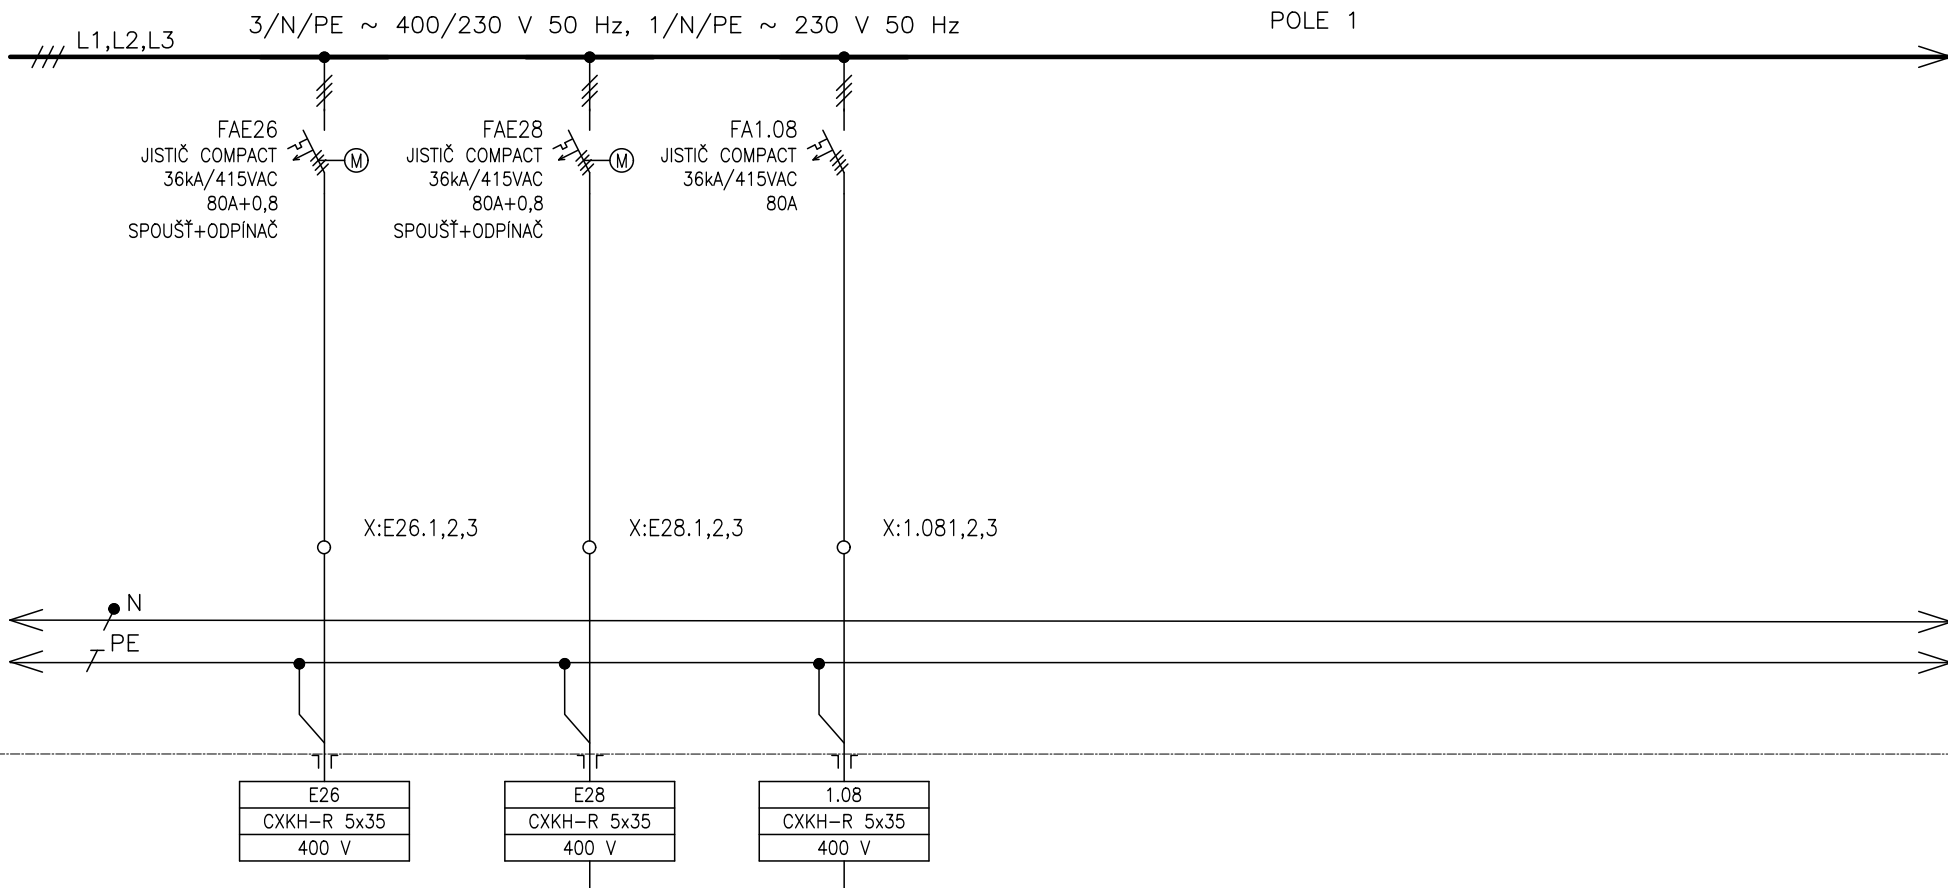 3/N/PE ~ 400/230 V 50 Hz, 1/N/PE ~ 230 V 50 Hz
POLE 1
L1,L2,L3
FAE26
JISTIČ COMPACT
36kA/415VAC
80A+0,8
SPOUŠŤ+ODPÍNAČ
M
FAE28
JISTIČ COMPACT
36kA/415VAC
80A+0,8
SPOUŠŤ+ODPÍNAČ
M
FA1.08
JISTIČ COMPACT
36kA/415VAC
80A
X:E26.1,2,3
X:E28.1,2,3
X:1.081,2,3
N
PE
E26
CXKH-R 5x35
400 V
E28
CXKH-R 5x35
400 V
1.08
CXKH-R 5x35
400 V